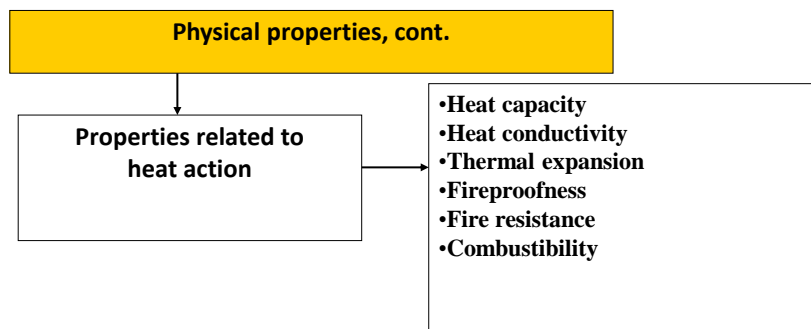 Physical properties, cont.
Properties related to
heat action
•Heat capacity
•Heat conductivity
•Thermal expansion
•Fireproofness
•Fire resistance
•Combustibility